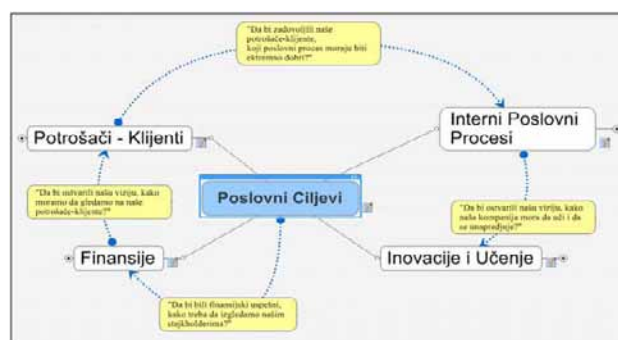 "Da bi zadovoljili naše
potrošače-klijente,
koji poslovni proces moraju biti
ekstremno dobri?"
Potrošači - Klijenti
Interni Poslovni
Procesi
"Da bi ostvarili našu viziju, kako
moramo da gledamo na naše
potrošače-klijente?"
Poslovni Ciljevi
"Da bi ostvarili našu viziju, kako
naša kompanija mora da uči i da
se unapredjuje?"
Finansije
Inovacije i Učenje
"Da bi bili finansijski uspešni,
kako treba da izgledamo našim
stejkholderima?"